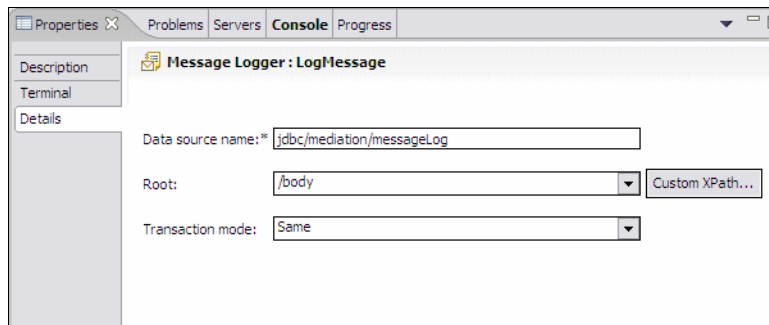 Properties Problems Servers Console Progress
Message Logger : LogMessage
Description
Terminal
Details
Data source name:* jdbc/mediation/messageLog
Root: /body Custom XPath...
Transaction mode: Same